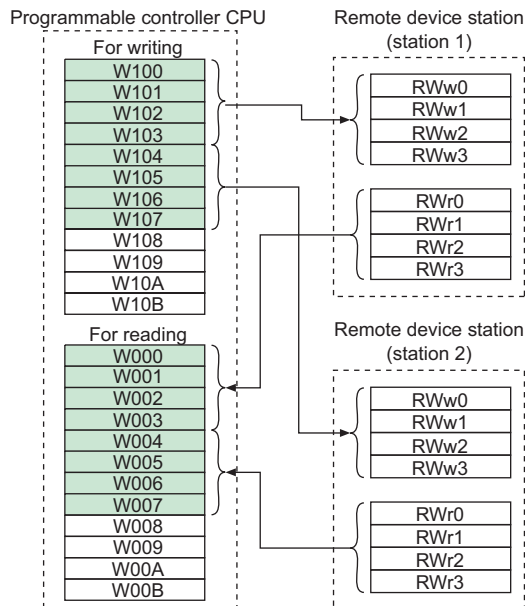 Programmable controller CPU
For writing
W100
W101
W102
W103
W104
W105
W106
W107
W108
W109
W10A
W10B
For reading
W000
W001
W002
W003
W004
W005
W006
W007
W008
W009
W00A
W00B
Remote device station
(station 1)
RWw0
RWw1
RWw2
RWw3
RWr0
RWr1
RWr2
RWr3
Remote device station
(station 2)
RWw0
RWw1
RWw2
RWw3
RWr0
RWr1
RWr2
RWr3